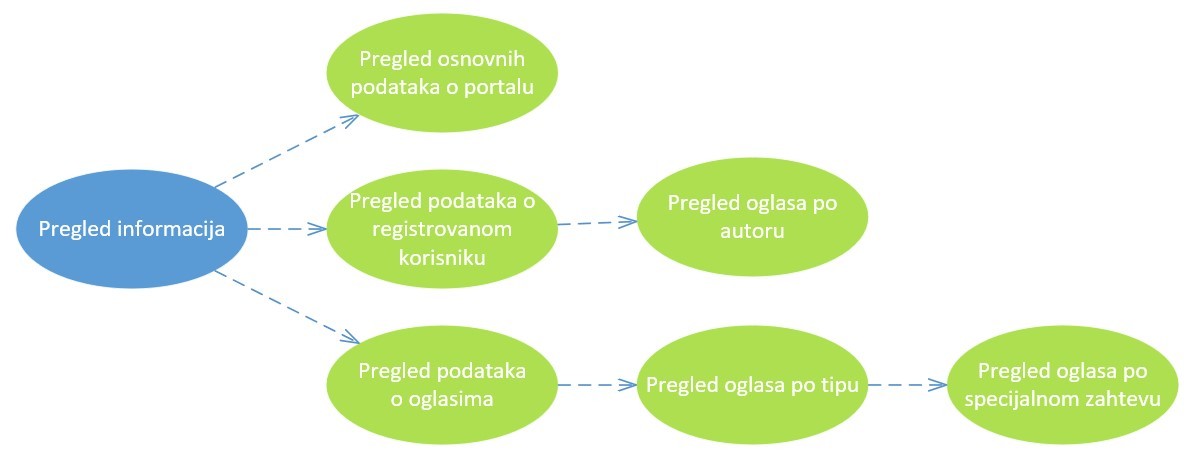 Pregled osnovnih
podataka o portalu
Pregled informacija
Pregled podataka o
registrovanom
korisniku
Pregled oglasa po
autoru
Pregled podataka
o oglasima
Pregled oglasa po tipu
Pregled oglasa po
specijalnom zahtevu